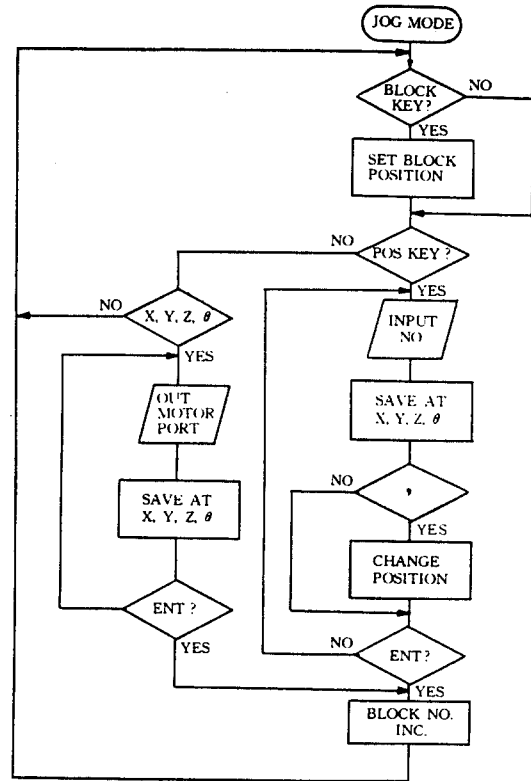 JOG MODE
BLOCK
KEY?
NO
YES
SET BLOCK
POSITION
POS KEY?
NO
YES
X, Y, Z, θ
NO
YES
INPUT
NO
OUT
MOTOR
PORT
SAVE AT
X, Y, Z, θ
SAVE AT
X, Y, Z, θ
,
NO
YES
CHANGE
POSITION
ENT?
YES
ENT?
NO
YES
BLOCK NO.
INC.